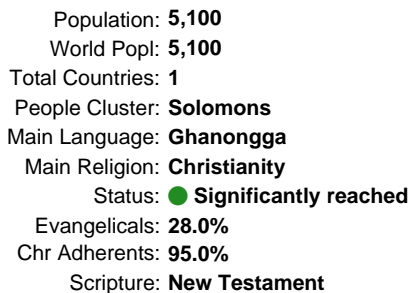 Population: 5,100
World Popl: 5,100
Total Countries: 1
People Cluster: Solomons
Main Language: Ghanongga
Main Religion: Christianity
Status: Significantly reached
Evangelicals: 28.0%
Chr Adherents: 95.0%
Scripture: New Testament